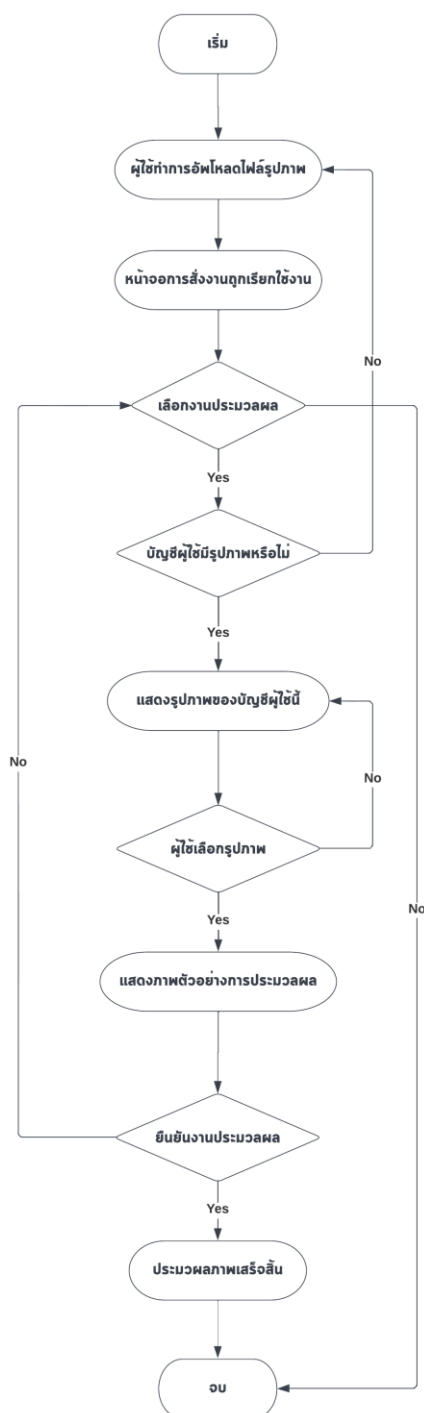 เริ่ม
ผู้ใช้ทำการอัพโหลดไฟล์รูปภาพ
หน้าจอการสั่งงานถูกเรียกใช้งาน
No
เลือกงานประมวลผล
Yes
บัญชีผู้ใช้มีรูปภาพหรือไม่
Yes
แสดงรูปภาพของบัญชีผู้ใช้นี้
No
No
ผู้ใช้เลือกรูปภาพ
No
Yes
แสดงภาพตัวอย่างการประมวลผล
ยืนยันงานประมวลผล
Yes
ประมวผลภาพเสร็จสิ้น
จบ